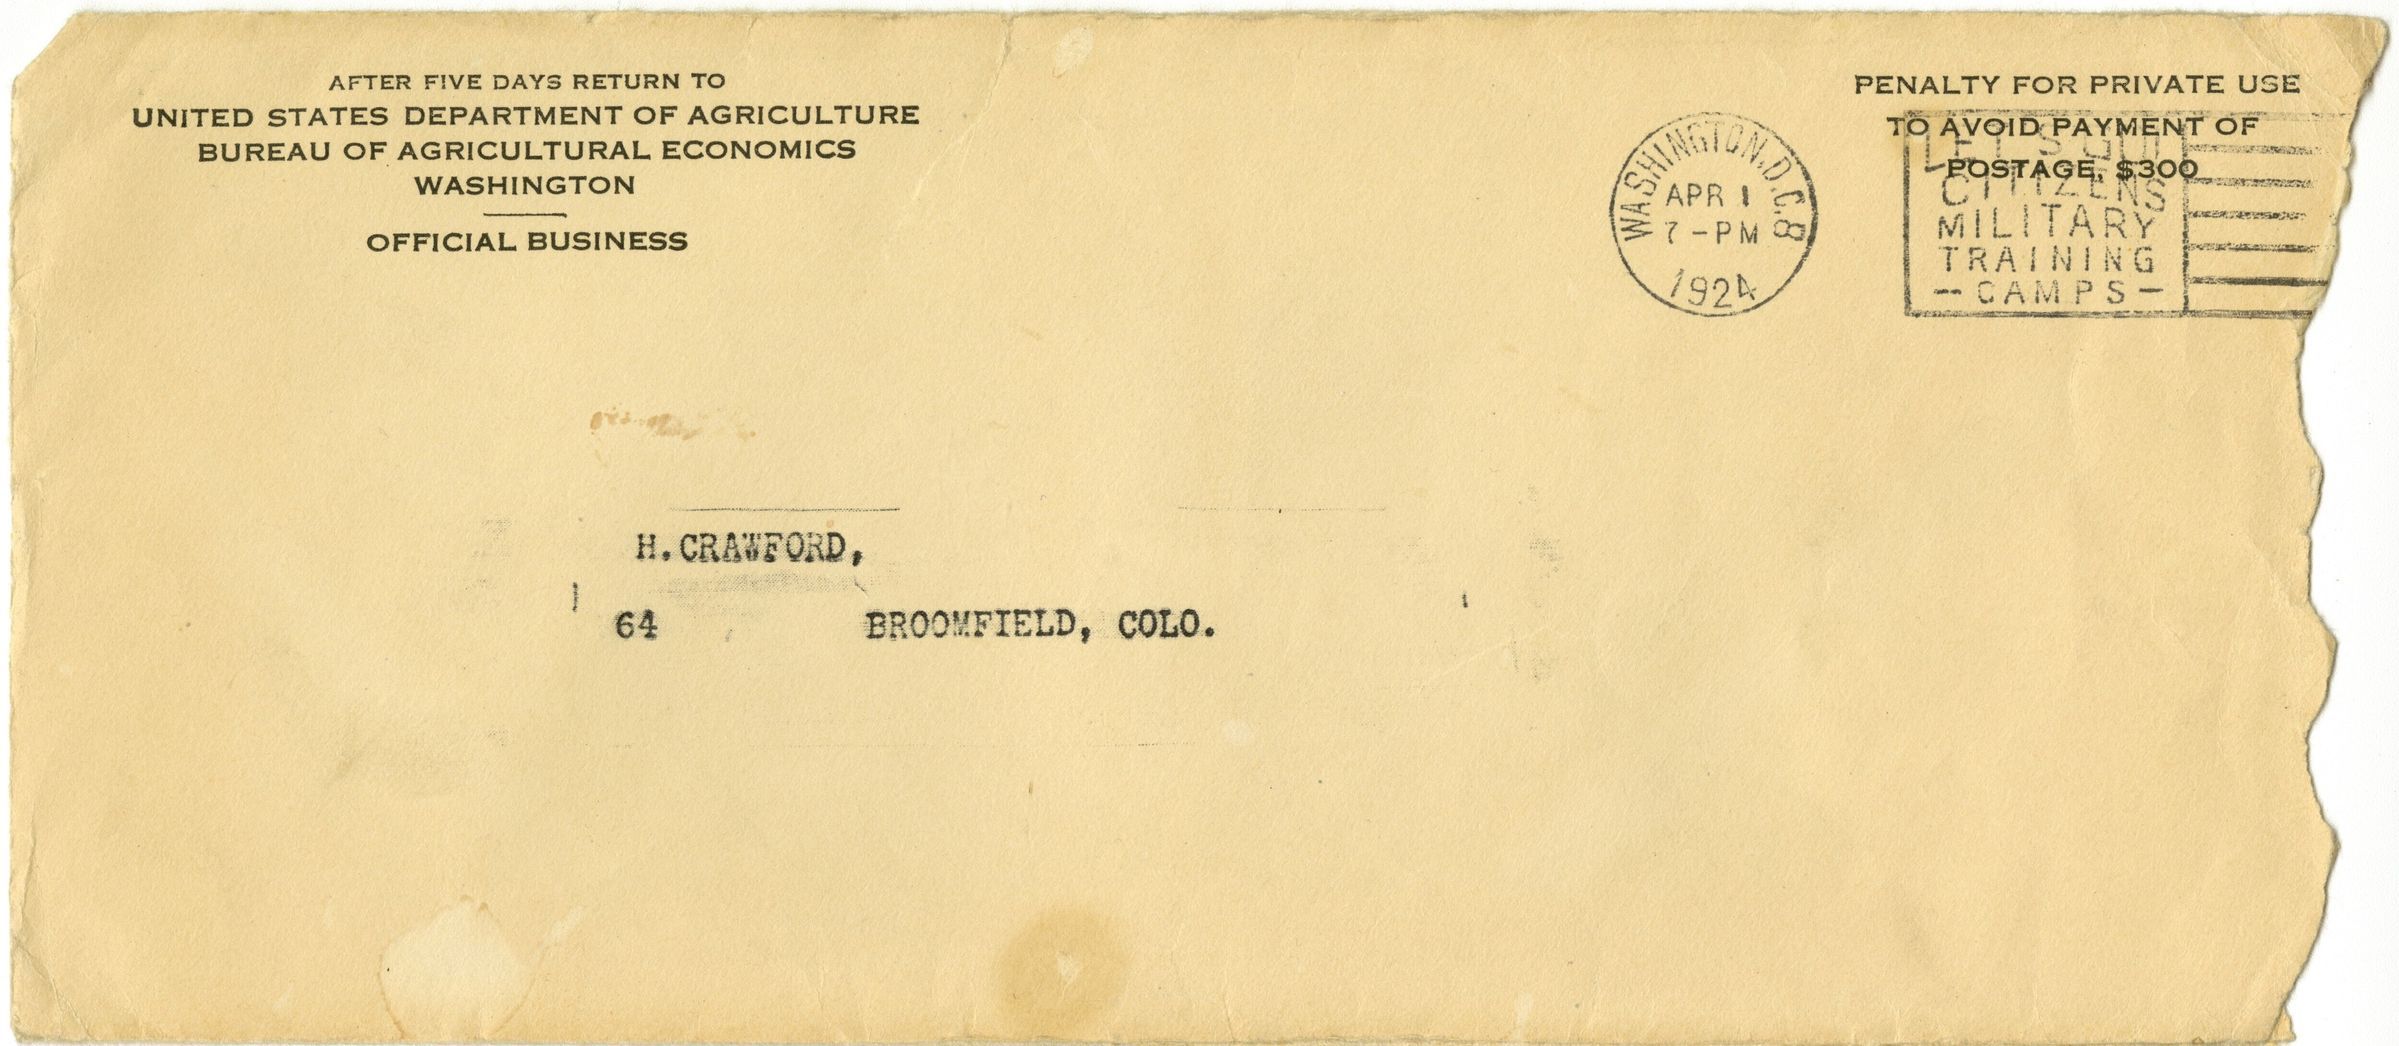 AFTER FIVE DAYS RETURN TO
UNITED STATES DEPARTMENT OF AGRICULTURE
BUREAU OF AGRICULTURAL ECONOMICS
WASHINGTON
OFFICIAL BUSINESS
PENALTY FOR PRIVATE USE
TO AVOID PAYMENT OF
POSTAGE, $300
WASHINGTON, D.C. 8
APR 1
7-PM
1924
LET'S GO!
CITIZENS
MILITARY
TRAINING
-CAMPS-
H. CRAWFORD,
64 BROOMFIELD, COLO.